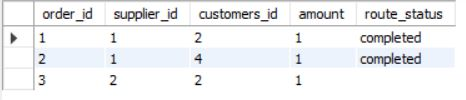 order_id supplier_id customers_id amount route_status
1 1 2 1 completed
2 1 4 1 completed
3 2 2 1